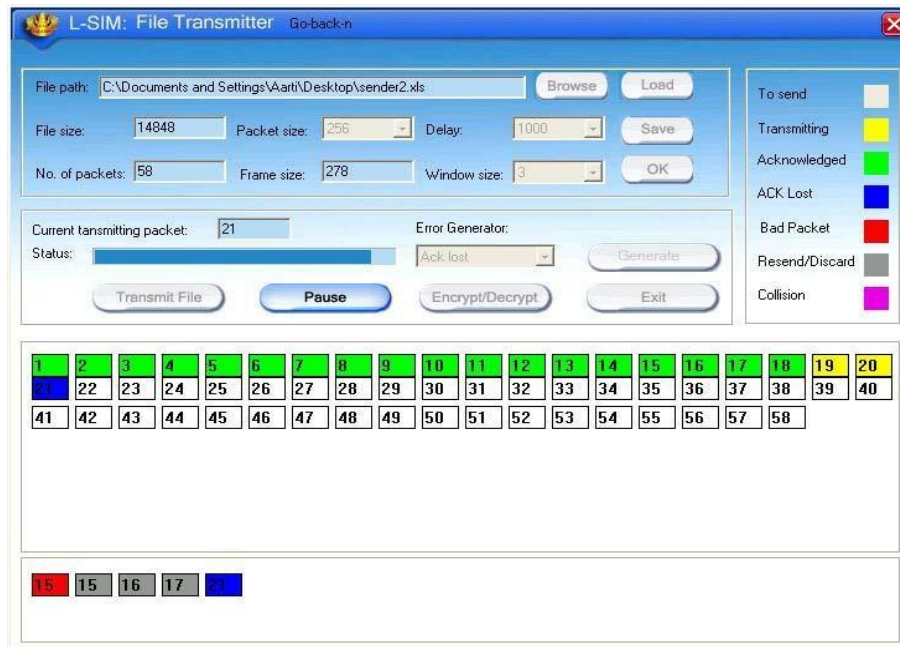 L-SIM: File Transmitter Go-back-n
File path: C:\Documents and Settings\Aarti\Desktop\sender2.xls Browse Load
File size: 14848 Packet size: 256 Delay: 1000 Save
No. of packets: 58 Frame size: 278 Window size: 3 OK
To send
Transmitting
Acknowledged
ACK Lost
Bad Packet
Resend/Discard
Collision
Current tansmitting packet: 21 Error Generator:
Status: Ack lost Generate
Transmit File Pause Encrypt/Decrypt Exit
1 2 3 4 5 6 7 8 9 10 11 12 13 14 15 16 17 18 19 20
21 22 23 24 25 26 27 28 29 30 31 32 33 34 35 36 37 38 39 40
41 42 43 44 45 46 47 48 49 50 51 52 53 54 55 56 57 58
15 15 16 17 21